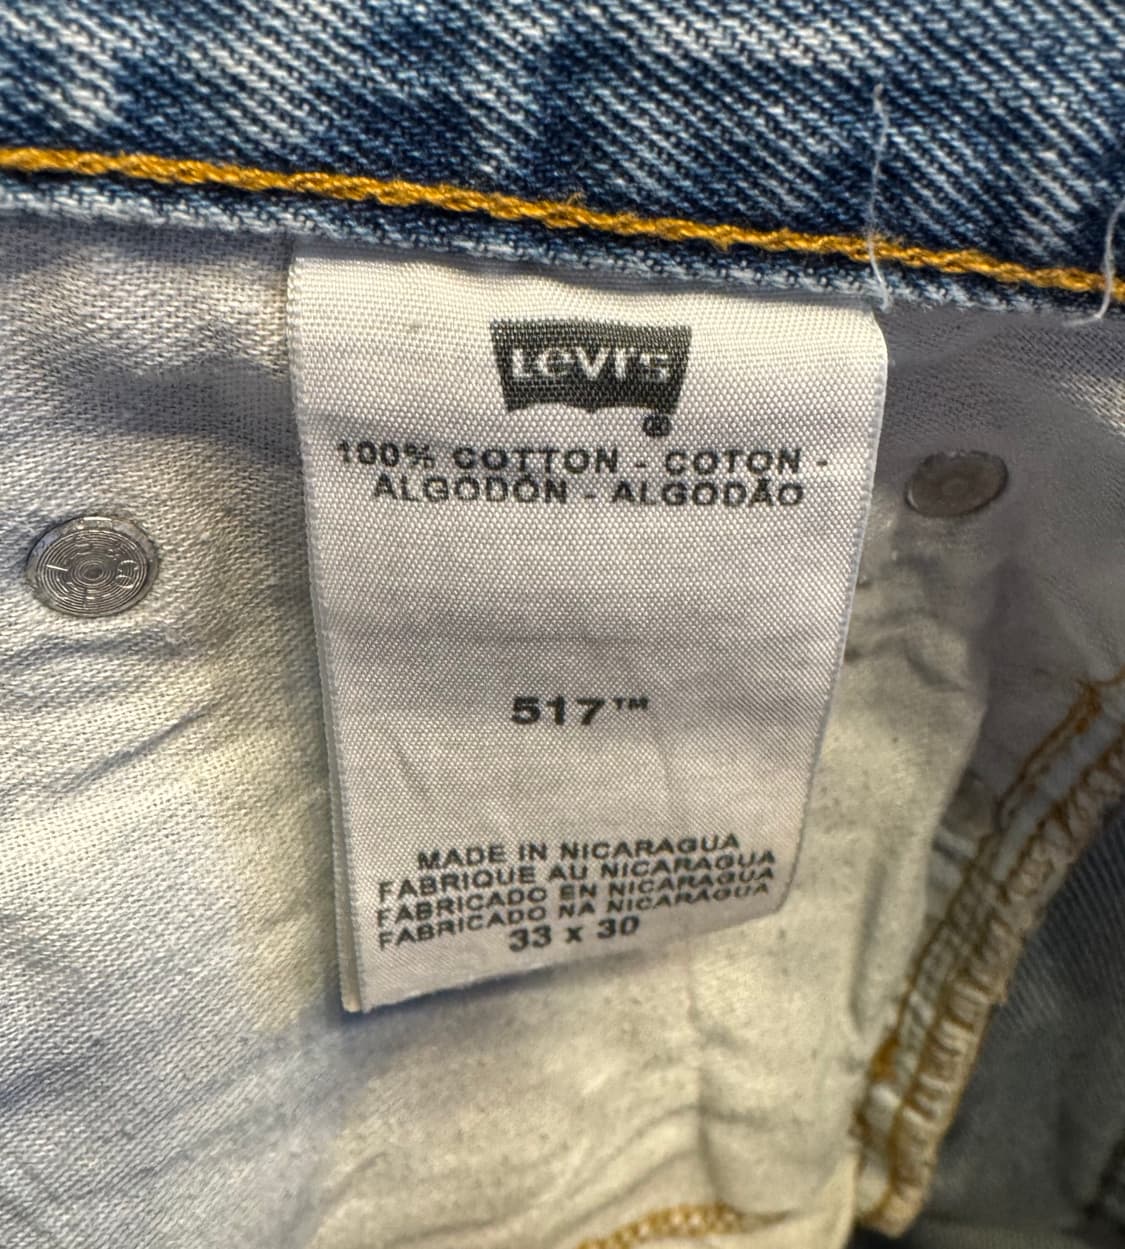 Levi's
®
100% COTTON - COTON -
ALGODÓN - ALGODÃO
517™
MADE IN NICARAGUA
FABRIQUE AU NICARAGUA
FABRICADO EN NICARAGUA
FABRICADO NA NICARAGUA
33 x 30